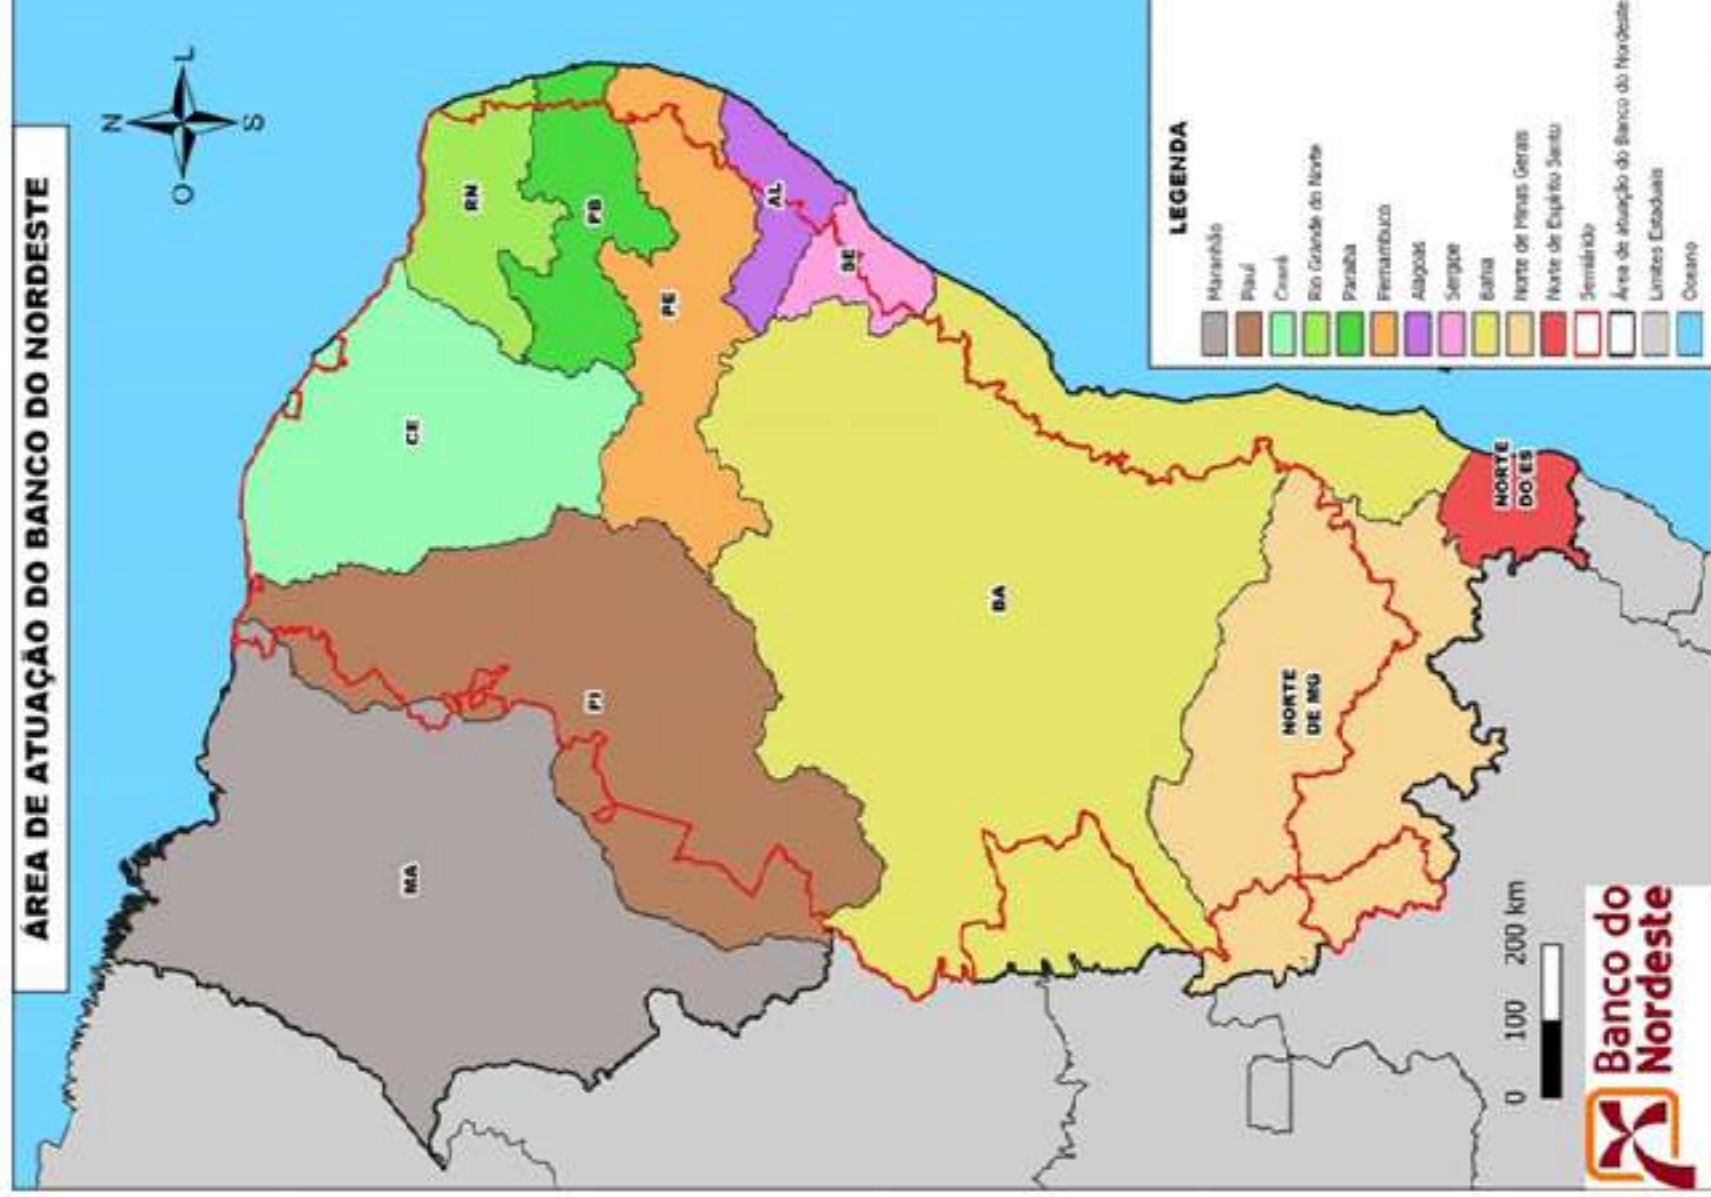 ÁREA DE ATUAÇÃO DO BANCO DO NORDESTE
N
O
L
S
MA
PI
CE
RN
PB
PE
AL
SE
BA
NORTE
DE MG
NORTE
DO ES
LEGENDA
Maranhão
Piauí
Ceará
Rio Grande do Norte
Paraíba
Pernambuco
Alagoas
Sergipe
Bahia
Norte de Minas Gerais
Norte de Espírito Santo
Semiárido
Área de atuação do Banco do Nordeste
Limites Estaduais
Oceano
0 100 200 km
Banco do
Nordeste